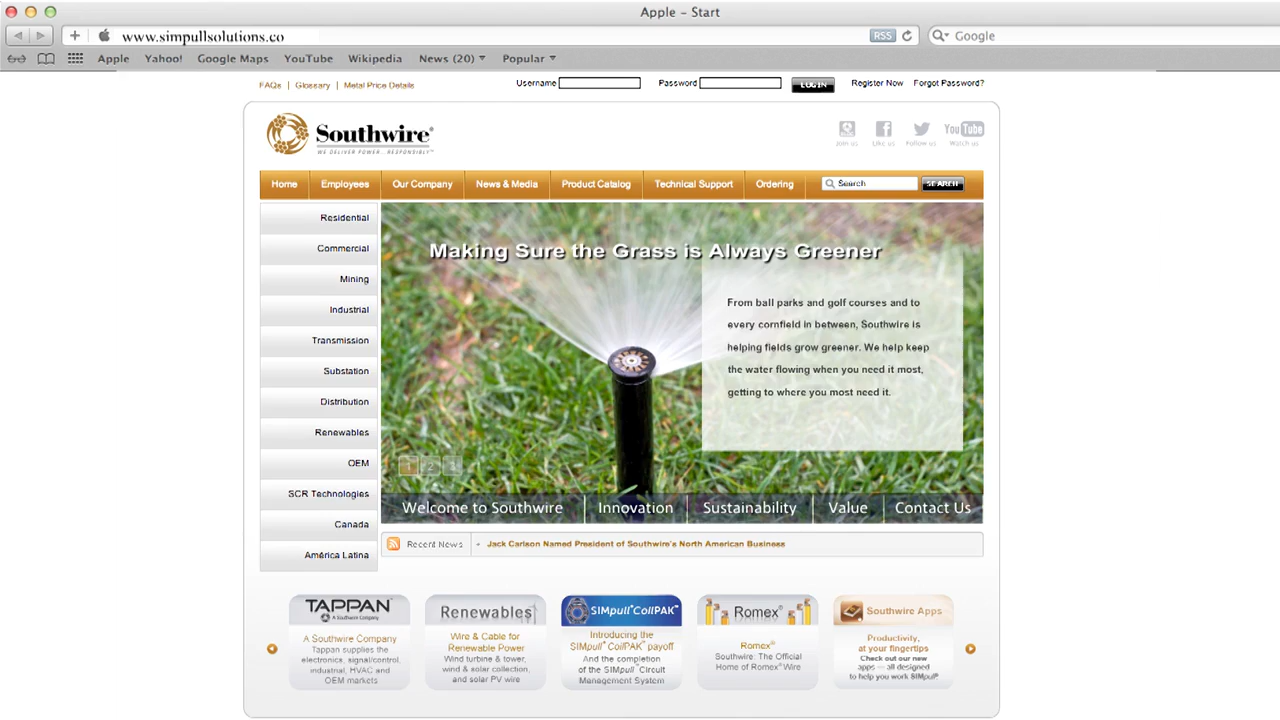 Apple – Start
www.simpullsolutions.co
RSS
Google
Apple Yahoo! Google Maps YouTube Wikipedia News (20) Popular
FAQs | Glossary | Metal Price Details
Username Password LOG IN Register Now Forgot Password?
Southwire®
WE DELIVER POWER...RESPONSIBLY™
You Tube
Join us Like us Follow us Watch us
Home Employees Our Company News & Media Product Catalog Technical Support Ordering Search SEARCH
Residential
Commercial
Mining
Industrial
Transmission
Substation
Distribution
Renewables
OEM
SCR Technologies
Canada
América Latina
Making Sure the Grass is Always Greener
From ball parks and golf courses and to
every cornfield in between, Southwire is
helping fields grow greener. We help keep
the water flowing when you need it most,
getting to where you most need it.
1 2 3
Welcome to Southwire Innovation Sustainability Value Contact Us
Recent News - Jack Carlson Named President of Southwire's North American Business
TAPPAN™
A Southwire Company
A Southwire Company
Tappan supplies the
electronics, signal/control,
industrial, HVAC and
OEM markets
Renewables
Wire & Cable for
Renewable Power
Wind turbine & tower,
wind & solar collection,
and solar PV wire
SIMpull®CoilPAK™
Introducing the
SIMpull® CoilPAK™ payoff
And the completion
of the SIMpull® Circuit
Management System
Romex®
Romex®
Southwire: The Official
Home of Romex® Wire
Southwire Apps
Productivity,
at your fingertips
Check out our new
apps — all designed
to help you work SIMpull®